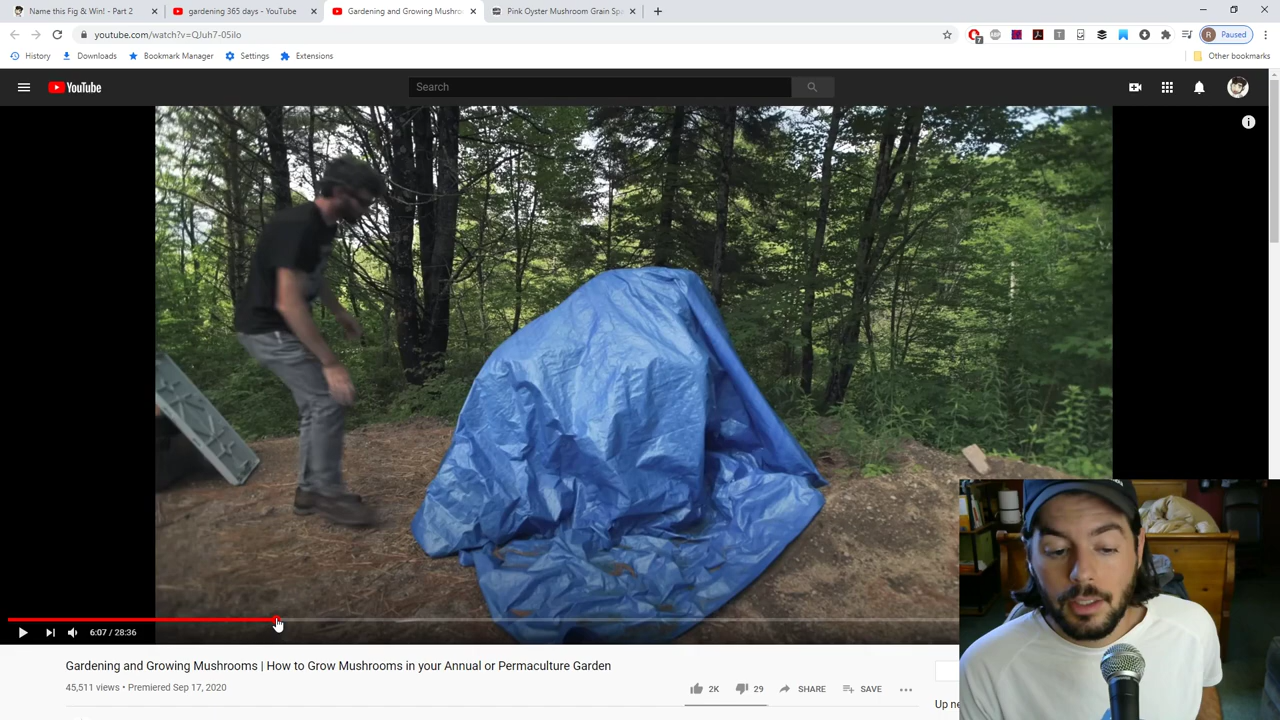 Name this Fig & Win! - Part 2
gardening 365 days - YouTube
Gardening and Growing Mushro
Pink Oyster Mushroom Grain Sp
youtube.com/watch?v=QJuh7-05ilo
7
R Paused
History Downloads Bookmark Manager Settings Extensions Other bookmarks
YouTube
Search
6:07 / 28:36
Gardening and Growing Mushrooms | How to Grow Mushrooms in your Annual or Permaculture Garden
45,511 views • Premiered Sep 17, 2020
2K 29 SHARE SAVE
Up ne